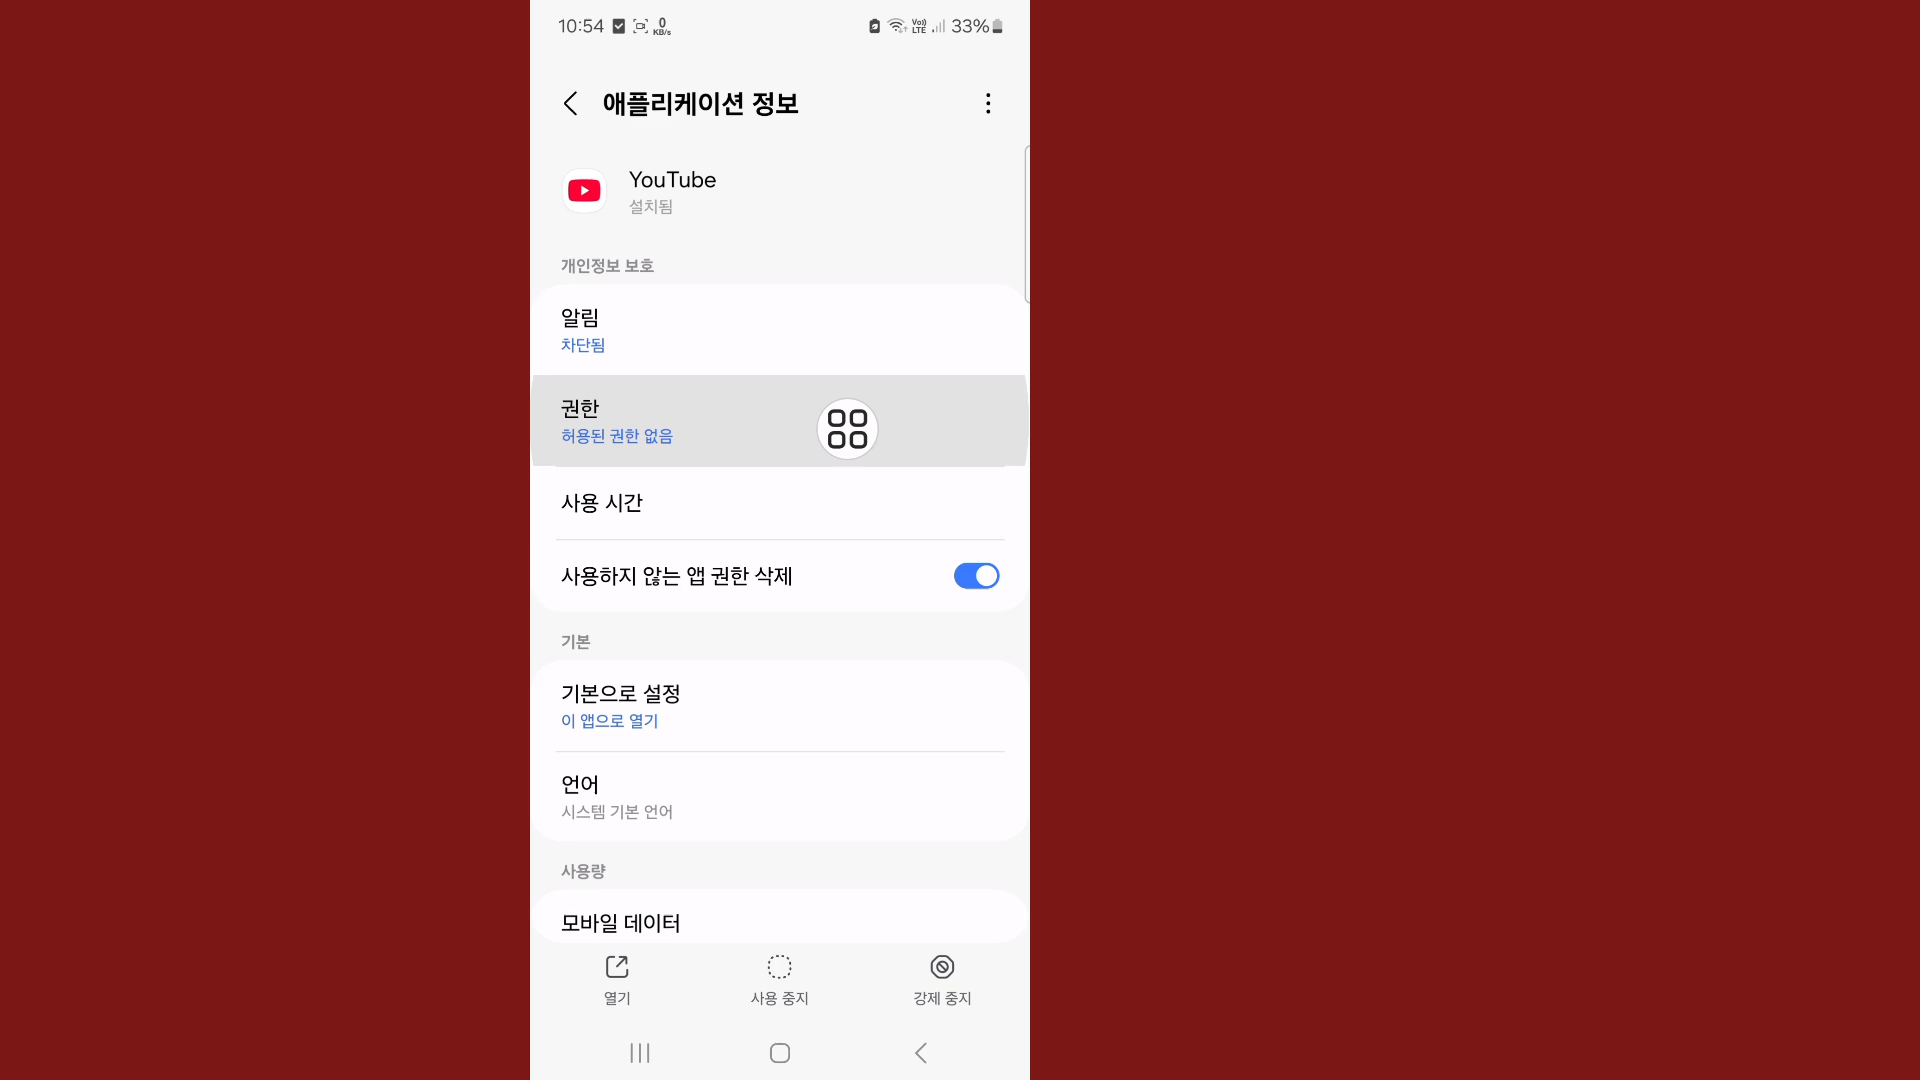 10:54
0
KB/s
Vo))
LTE
33%
애플리케이션 정보
YouTube
설치됨
개인정보 보호
알림
차단됨
권한
허용된 권한 없음
사용 시간
사용하지 않는 앱 권한 삭제
기본
기본으로 설정
이 앱으로 열기
언어
시스템 기본 언어
사용량
모바일 데이터
열기
사용 중지
강제 중지